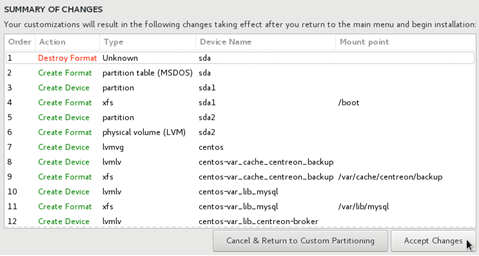 SUMMARY OF CHANGES
Your customizations will result in the following changes taking effect after you return to the main menu and begin installation:
Order Action Type Device Name Mount point
1 Destroy Format Unknown sda
2 Create Format partition table (MSDOS) sda
3 Create Device partition sda1
4 Create Format xfs sda1 /boot
5 Create Device partition sda2
6 Create Format physical volume (LVM) sda2
7 Create Device lvmvg centos
8 Create Device lvmlv centos-var_cache_centreon_backup
9 Create Format xfs centos-var_cache_centreon_backup /var/cache/centreon/backup
10 Create Device lvmlv centos-var_lib_mysql
11 Create Format xfs centos-var_lib_mysql /var/lib/mysql
12 Create Device lvmlv centos-var_lib_centreon-broker
Cancel & Return to Custom Partitioning Accept Changes